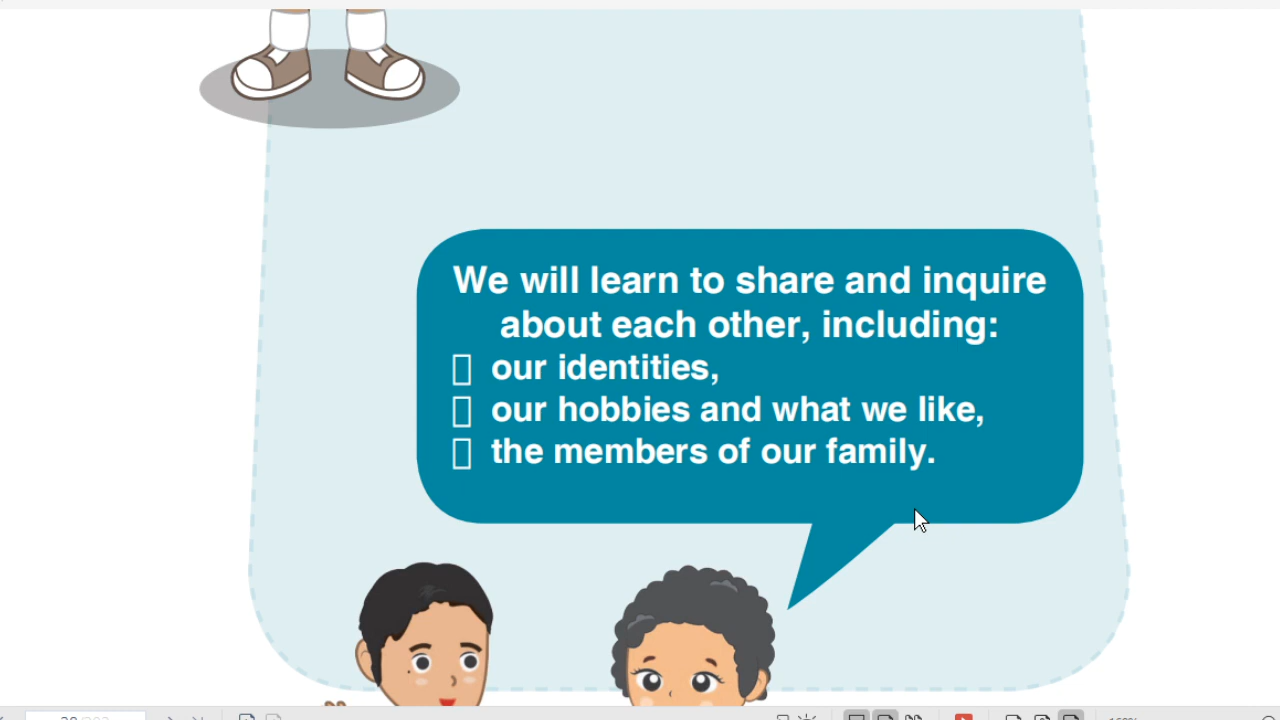 We will learn to share and inquire
about each other, including:
our identities,
our hobbies and what we like,
the members of our family.